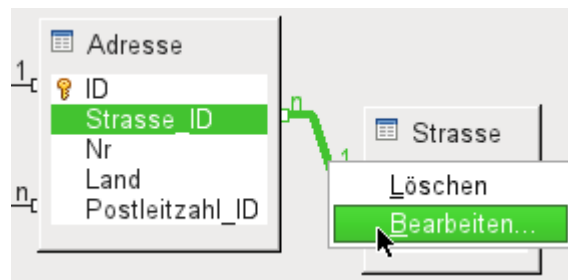 Adresse
1
ID
Strasse_ID
n
Nr
Strasse
1
Land
Löschen
n
Postleitzahl_ID
Bearbeiten...